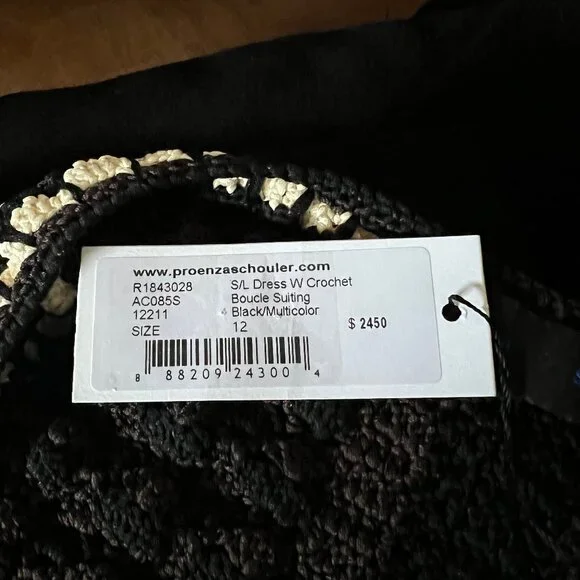 www.proenzaschouler.com
R1843028 S/L Dress W Crochet
AC085S Boucle Suiting
12211 Black/Multicolor
SIZE 12 $ 2450
8 88209 24300 4